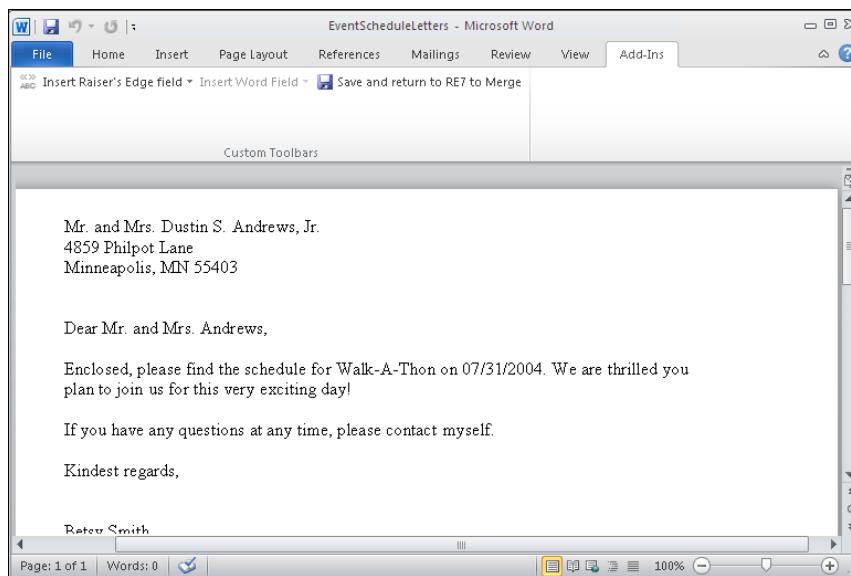 EventScheduleLetters - Microsoft Word
File Home Insert Page Layout References Mailings Review View Add-Ins
ABC Insert Raiser's Edge field Insert Word Field Save and return to RE7 to Merge
Custom Toolbars
Mr. and Mrs. Dustin S. Andrews, Jr.
4859 Philpot Lane
Minneapolis, MN 55403
Dear Mr. and Mrs. Andrews,
Enclosed, please find the schedule for Walk-A-Thon on 07/31/2004. We are thrilled you
plan to join us for this very exciting day!
If you have any questions at any time, please contact myself.
Kindest regards,
Betsy Smith
Page: 1 of 1 Words: 0 100%